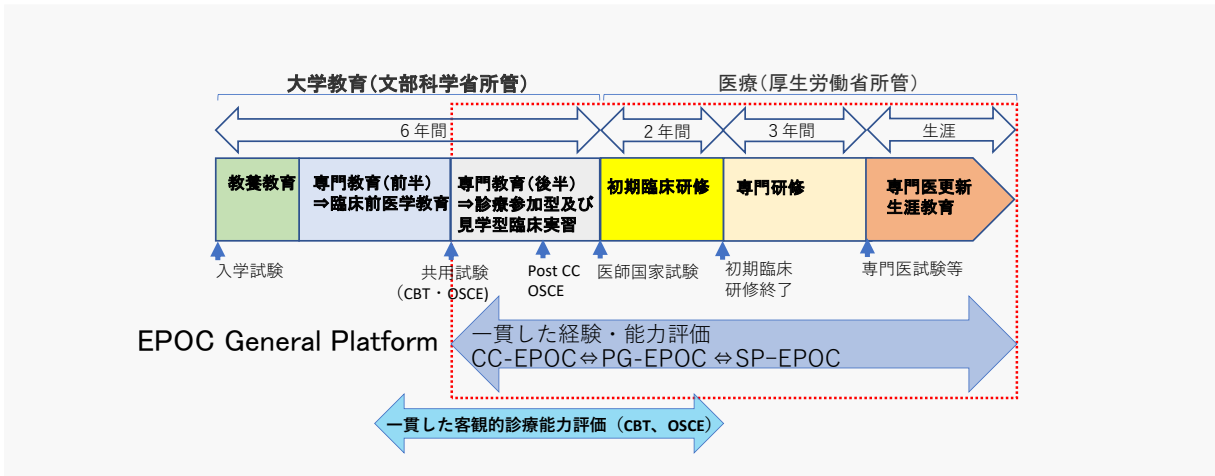 大学教育(文部科学省所管)
医療(厚生労働省所管)
6年間
2年間
3年間
生涯
教養教育
専門教育(前半)
⇒臨床前医学教育
専門教育(後半)
⇒診療参加型及び
見学型臨床実習
初期臨床研修
専門研修
専門医更新
生涯教育
入学試験
共用試験
(CBT・OSCE)
Post CC
OSCE
医師国家試験
初期臨床
研修終了
専門医試験等
EPOC General Platform
一貫した経験・能力評価
CC-EPOC⇔PG-EPOC ⇔SP-EPOC
一貫した客観的診療能力評価(CBT、OSCE)